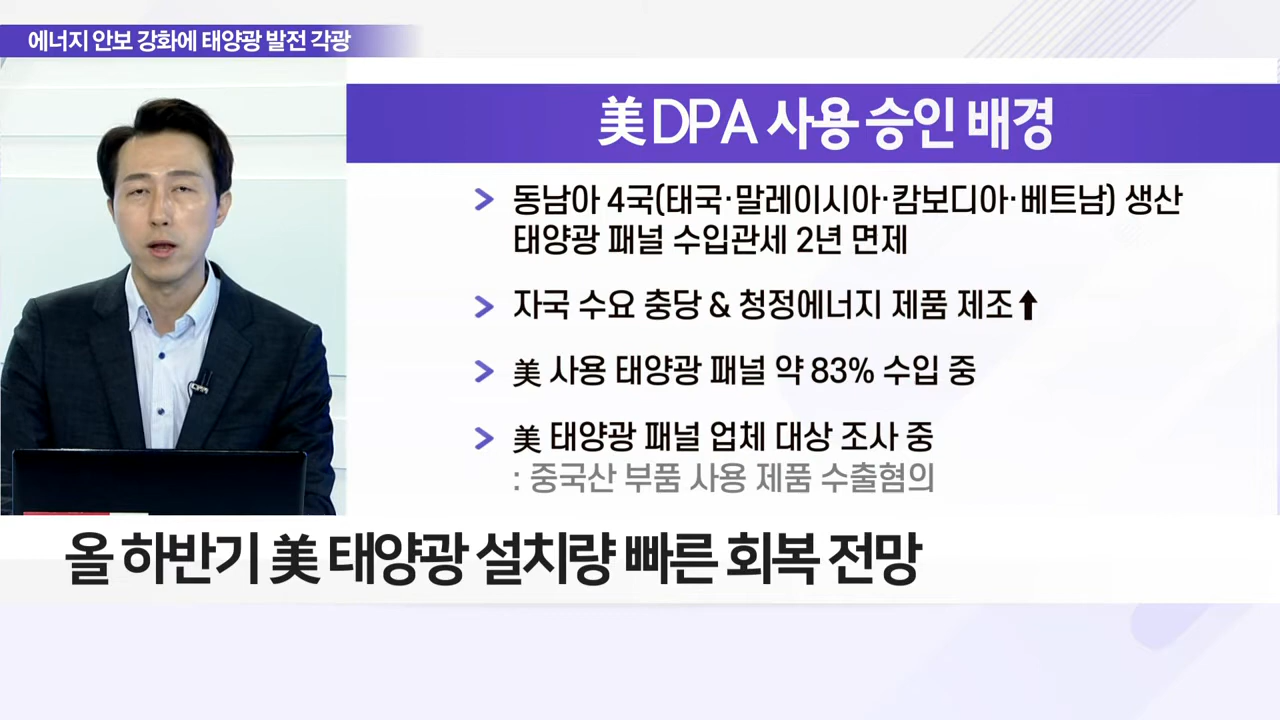 에너지 안보 강화에 태양광 발전 각광
美 DPA 사용 승인 배경
> 동남아 4국(태국·말레이시아·캄보디아·베트남) 생산
태양광 패널 수입관세 2년 면제
> 자국 수요 충당 & 청정에너지 제품 제조⬆
> 美 사용 태양광 패널 약 83% 수입 중
> 美 태양광 패널 업체 대상 조사 중
: 중국산 부품 사용 제품 수출혐의
올 하반기 美 태양광 설치량 빠른 회복 전망